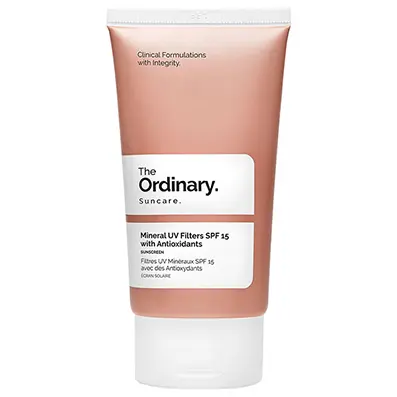 Clinical Formulations
with Integrity.
The
Ordinary.
Suncare.
Mineral UV Filters SPF 15
with Antioxidants
SUNSCREEN
Filtres UV Minéraux SPF 15
avec des Antioxydants
ÉCRAN SOLAIRE